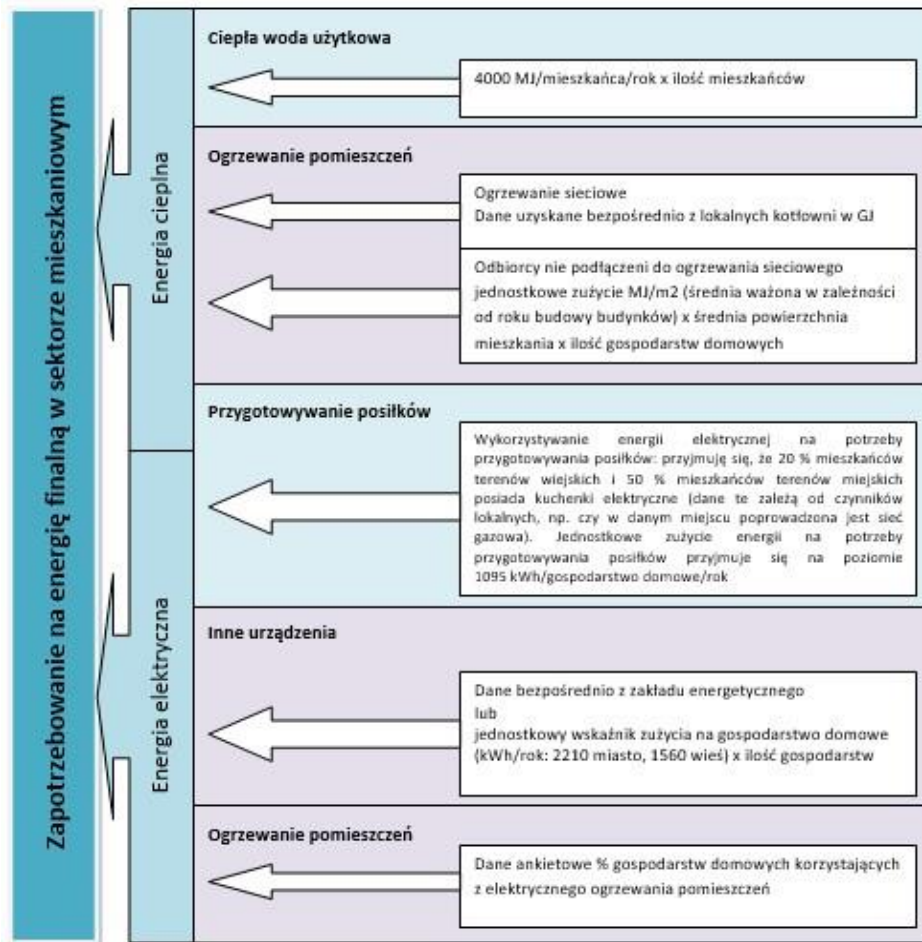 Zapotrzebowanie na energię finalną w sektorze mieszkaniowym
Energia cieplna
Ciepła woda użytkowa
4000 MJ/mieszkańca/rok x ilość mieszkańców
Ogrzewanie pomieszczeń
Ogrzewanie sieciowe
Dane uzyskane bezpośrednio z lokalnych kotłowni w GJ
Odbiorcy nie podłączeni do ogrzewania sieciowego
jednostkowe zużycie MJ/m2 (średnia ważona w zależności
od roku budowy budynków) x średnia powierzchnia
mieszkania x ilość gospodarstw domowych
Energia elektryczna
Przygotowywanie posiłków
Wykorzystywanie energii elektrycznej na potrzeby
przygotowywania posiłków: przyjmuję się, że 20 % mieszkańców
terenów wiejskich i 50 % mieszkańców terenów miejskich
posiada kuchenki elektryczne (dane te zależą od czynników
lokalnych, np. czy w danym miejscu poprowadzona jest sieć
gazowa). Jednostkowe zużycie energii na potrzeby
przygotowywania posiłków przyjmuje się na poziomie
1095 kWh/gospodarstwo domowe/rok
Inne urządzenia
Dane bezpośrednio z zakładu energetycznego
lub
jednostkowy wskaźnik zużycia na gospodarstwo domowe
(kWh/rok: 2210 miasto, 1560 wieś) x ilość gospodarstw
Ogrzewanie pomieszczeń
Dane ankietowe % gospodarstw domowych korzystających
z elektrycznego ogrzewania pomieszczeń